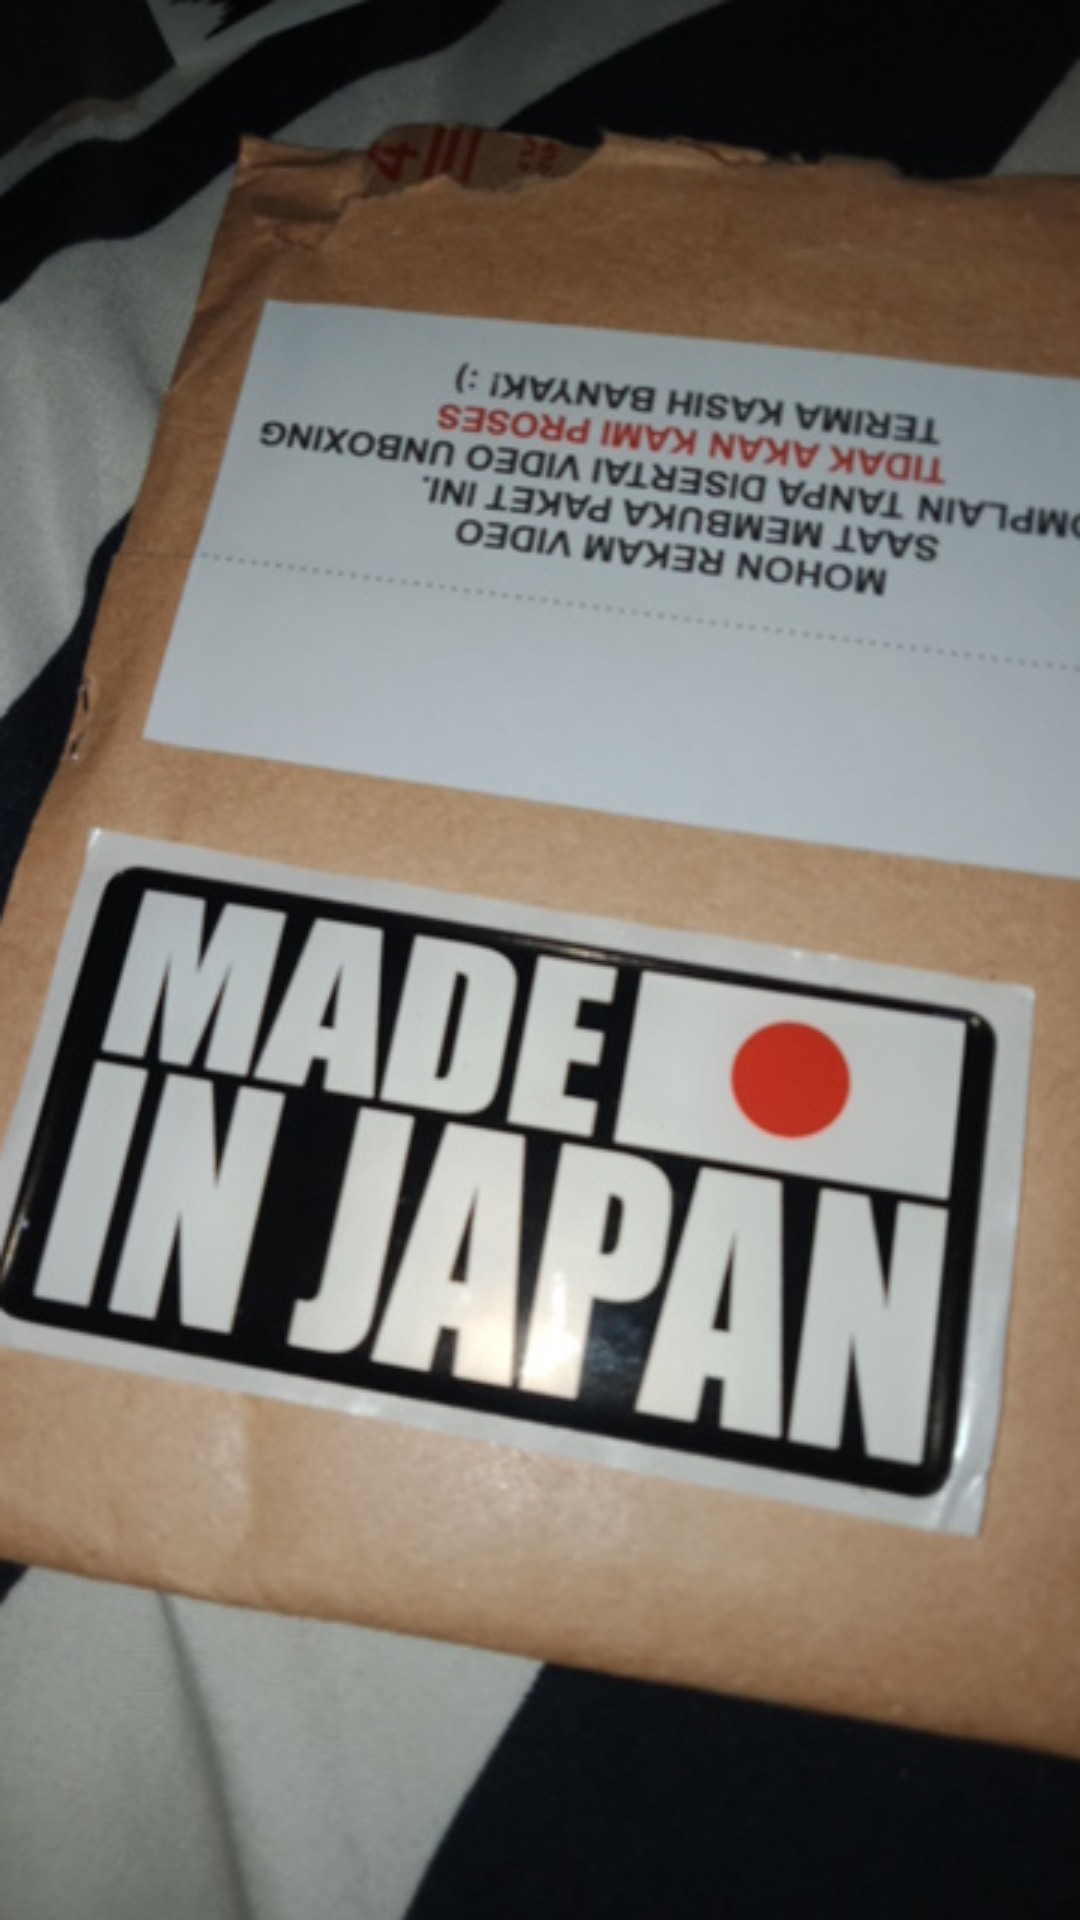 MOHON REKAM VIDEO
SAAT MEMBUKA PAKET INI.
OMPLAIN TANPA DISERTAI VIDEO UNBOXING
TIDAK AKAN KAMI PROSES
TERIMA KASIH BANYAK! :)
MADE
IN JAPAN